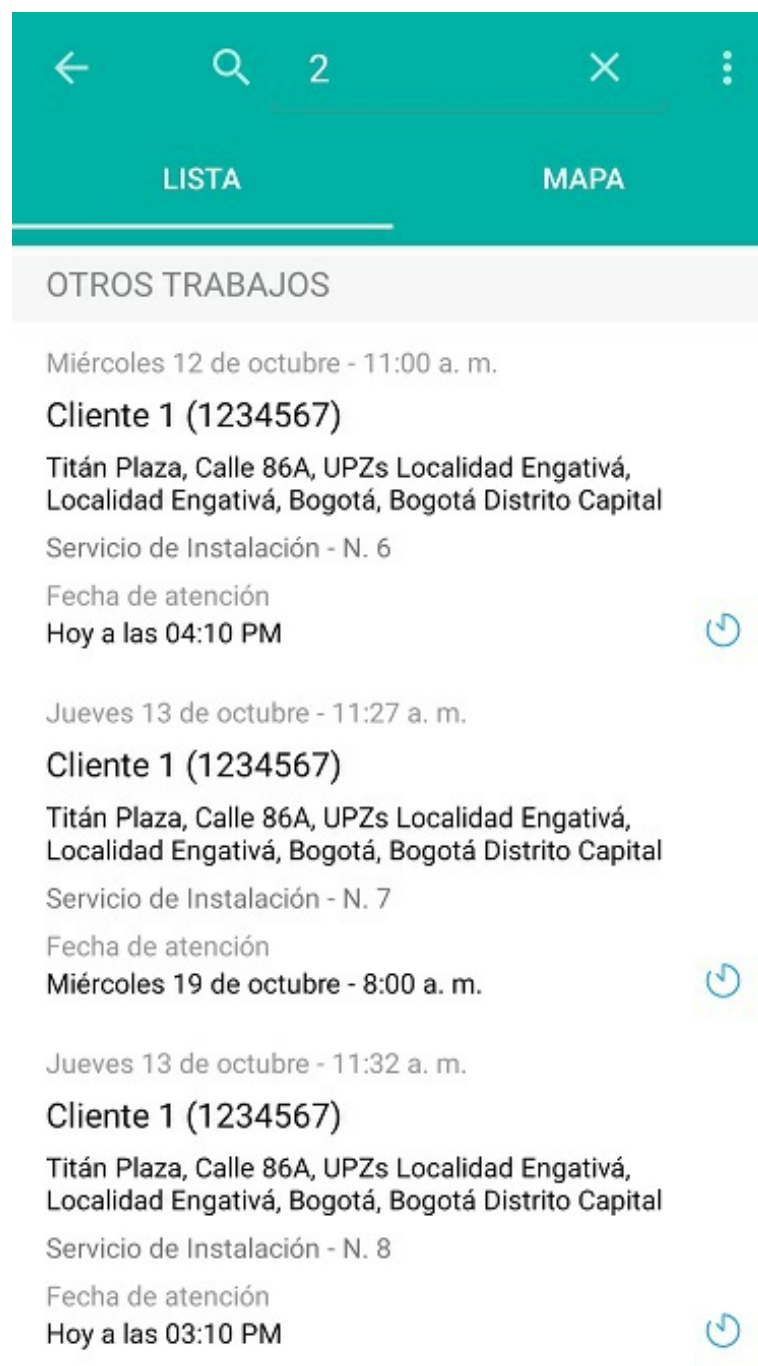 2
LISTA MAPA
OTROS TRABAJOS
Miércoles 12 de octubre - 11:00 a. m.
Cliente 1 (1234567)
Titán Plaza, Calle 86A, UPZs Localidad Engativá,
Localidad Engativá, Bogotá, Bogotá Distrito Capital
Servicio de Instalación - N. 6
Fecha de atención
Hoy a las 04:10 PM
Jueves 13 de octubre - 11:27 a. m.
Cliente 1 (1234567)
Titán Plaza, Calle 86A, UPZs Localidad Engativá,
Localidad Engativá, Bogotá, Bogotá Distrito Capital
Servicio de Instalación - N. 7
Fecha de atención
Miércoles 19 de octubre - 8:00 a. m.
Jueves 13 de octubre - 11:32 a. m.
Cliente 1 (1234567)
Titán Plaza, Calle 86A, UPZs Localidad Engativá,
Localidad Engativá, Bogotá, Bogotá Distrito Capital
Servicio de Instalación - N. 8
Fecha de atención
Hoy a las 03:10 PM